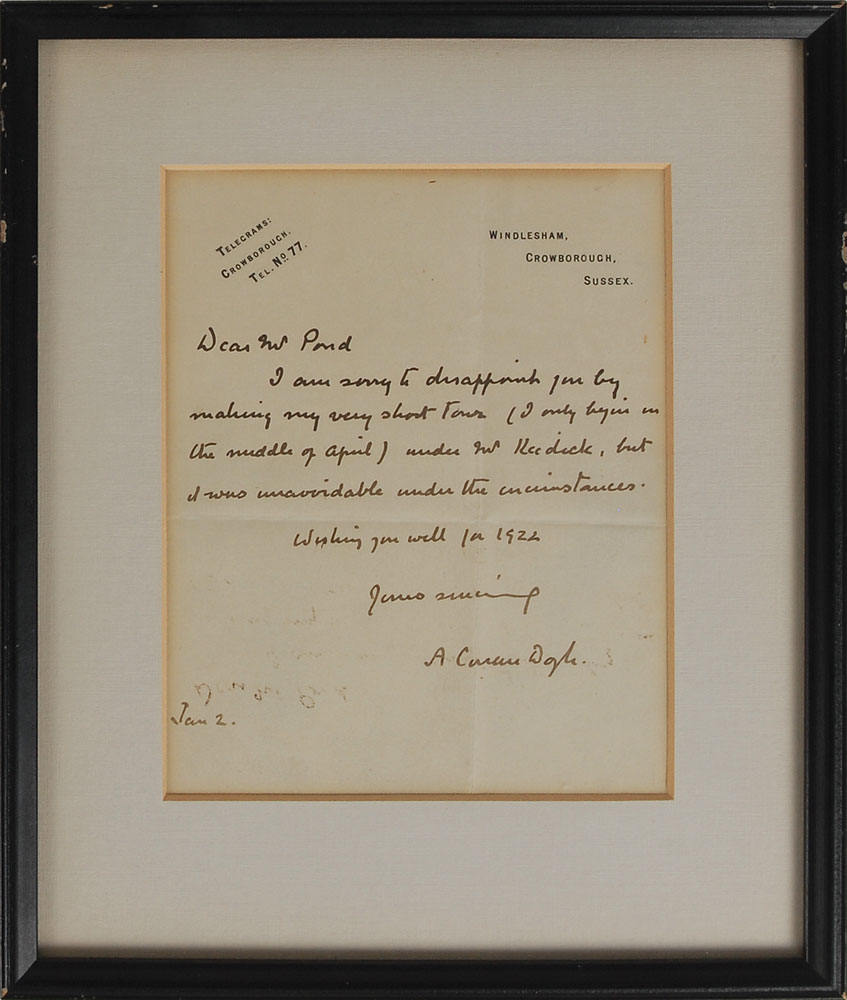 TELEGRAMS:
CROWBOROUGH.
TEL. No 77.
WINDLESHAM,
CROWBOROUGH,
SUSSEX.
Dear Mr Pond
I am sorry to disappoint you by
making my very short tour (I only begin in
the middle of April) under Mr Keedick, but
it was unavoidable under the circumstances.
Wishing you well for 1922
Yours sincerely
A Conan Doyle.
Jan 2.